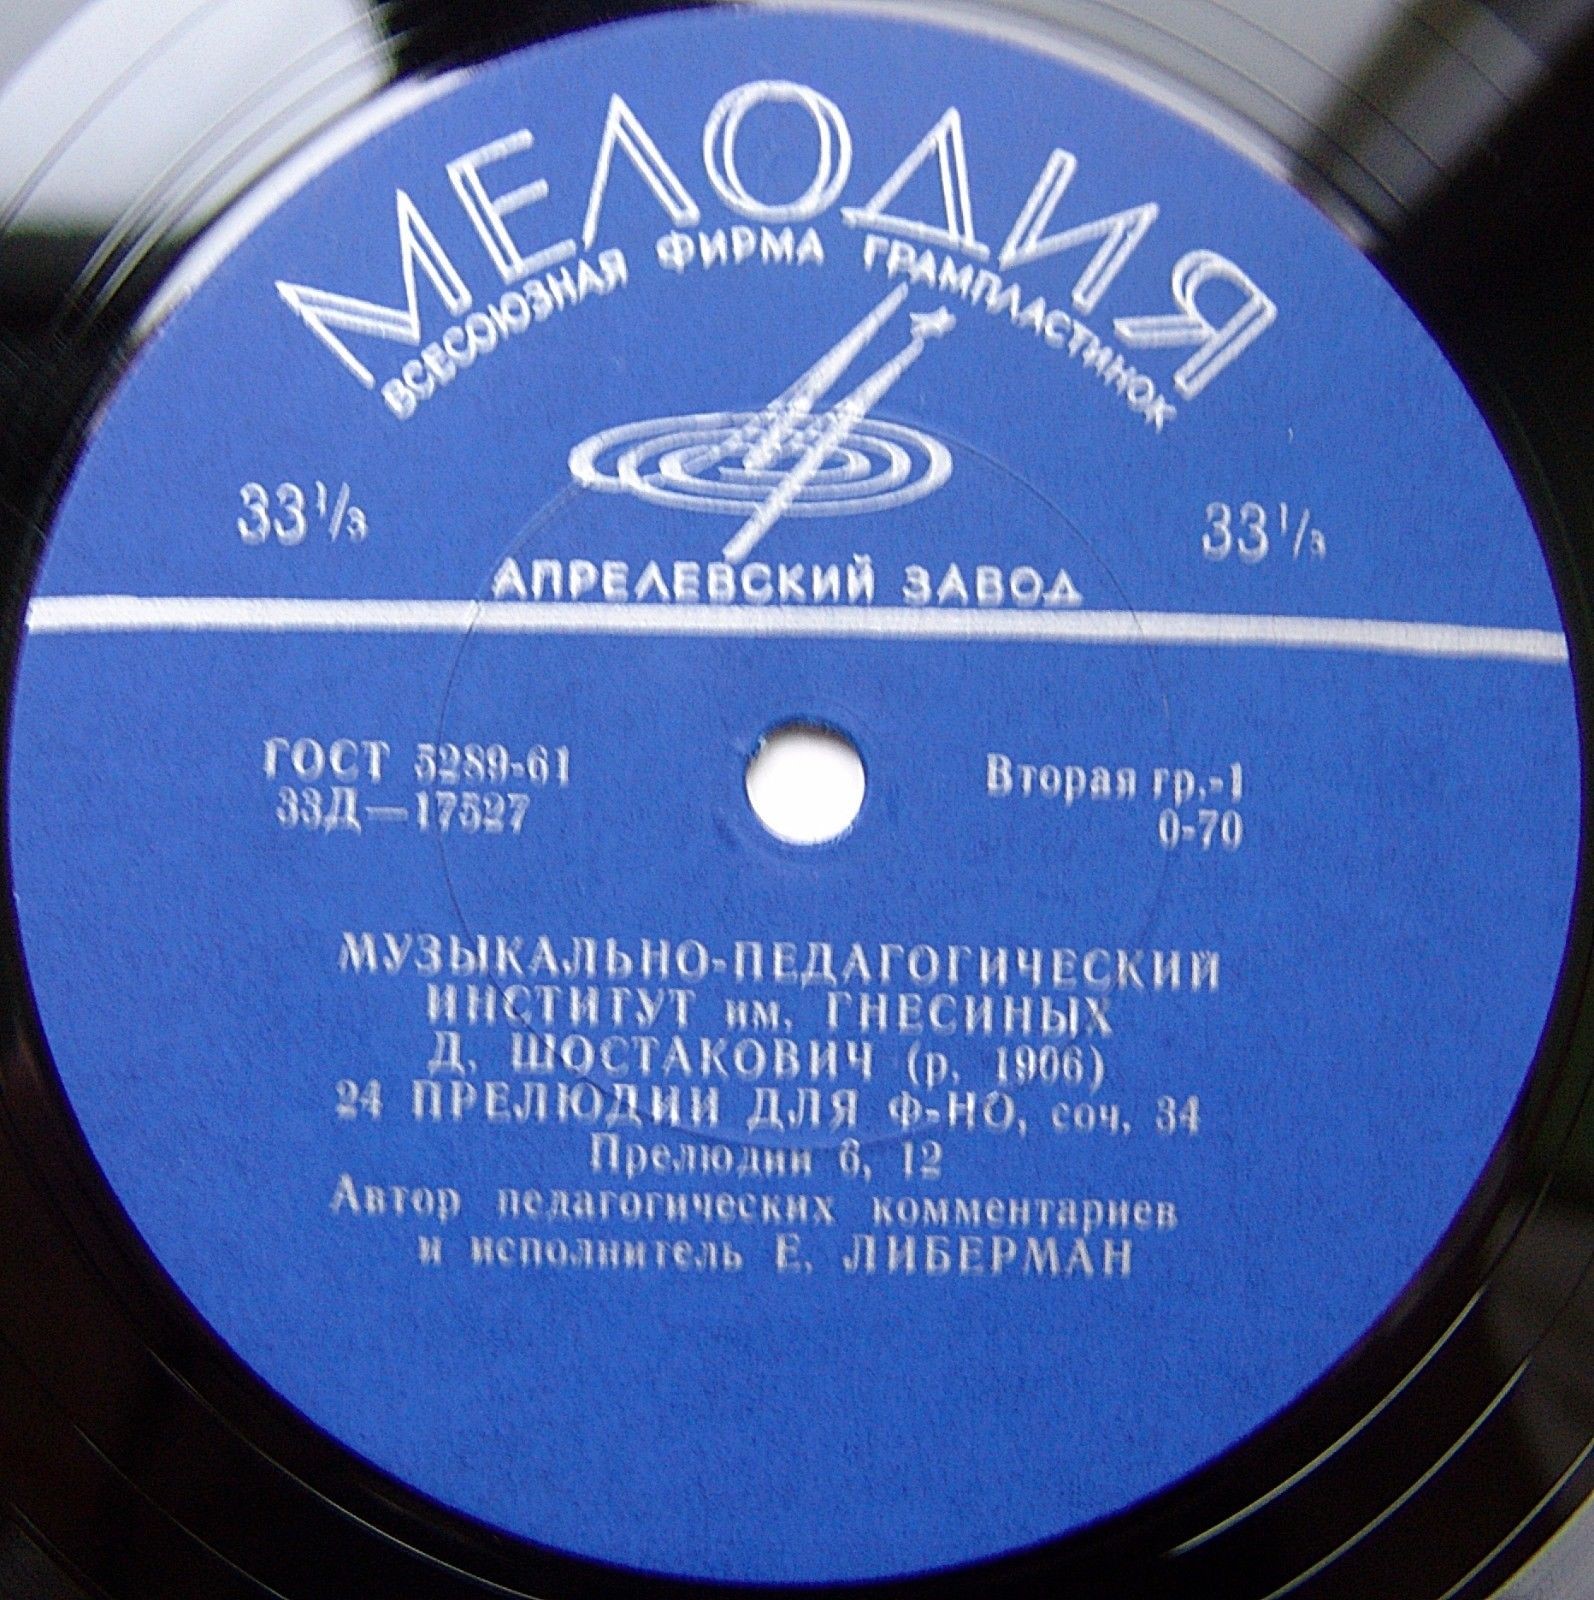 МЕЛОДИЯ
ВСЕСОЮЗНАЯ ФИРМА ГРАМПЛАСТИНОК
33⅓
33⅓
АПРЕЛЕВСКИЙ ЗАВОД
ГОСТ 5289-61
33Д—17527
Вторая гр.-1
0-70
МУЗЫКАЛЬНО-ПЕДАГОГИЧЕСКИЙ
ИНСТИТУТ им. ГНЕСИНЫХ
Д. ШОСТАКОВИЧ (р. 1906)
24 ПРЕЛЮДИИ ДЛЯ Ф-НО, соч. 34
Прелюдии 6, 12
Автор педагогических комментариев
и исполнитель Е. ЛИБЕРМАН